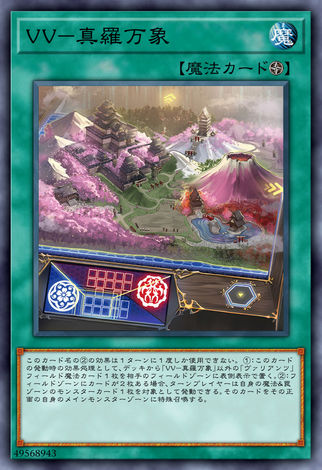 VV－真羅万象
魔
【魔法カード】
このカード名の②の効果は１ターンに１度しか使用できない。①：このカード
の発動時の効果処理として、デッキから「VV－真羅万象」以外の「ヴァリアンツ」
フィールド魔法カード１枚を相手のフィールドゾーンに表側表示で置く。②：フ
ィールドゾーンにカードが２枚ある場合、ターンプレイヤーは自身の魔法＆罠
ゾーンのモンスターカード１枚を対象として発動できる。そのカードをその正
面の自身のメインモンスターゾーンに特殊召喚する。
49568943